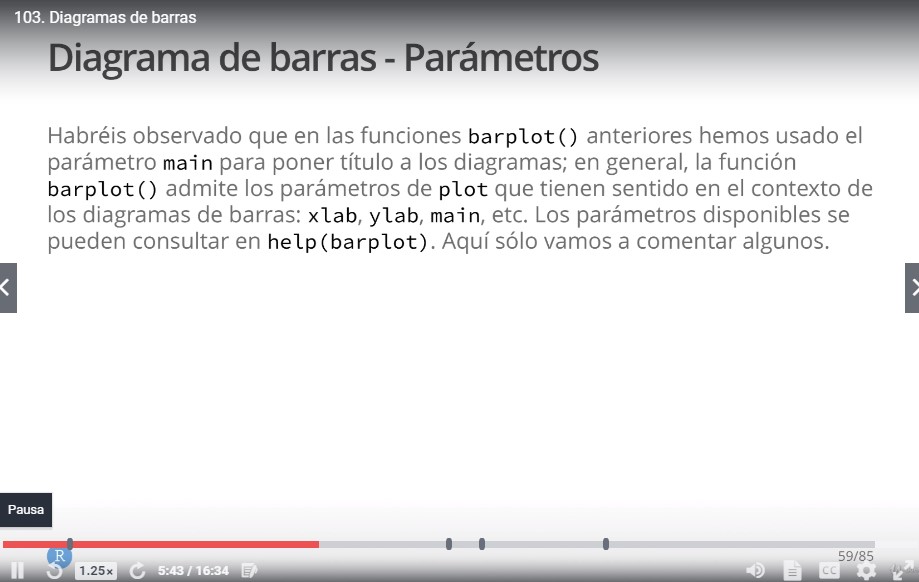 103. Diagramas de barras
Diagrama de barras - Parámetros
Habréis observado que en las funciones barplot() anteriores hemos usado el
parámetro main para poner título a los diagramas; en general, la función
barplot() admite los parámetros de plot que tienen sentido en el contexto de
los diagramas de barras: xlab, ylab, main, etc. Los parámetros disponibles se
pueden consultar en help(barplot). Aquí sólo vamos a comentar algunos.
Pausa
59/85
R
5
1.25×
5:43 / 16:34
CC